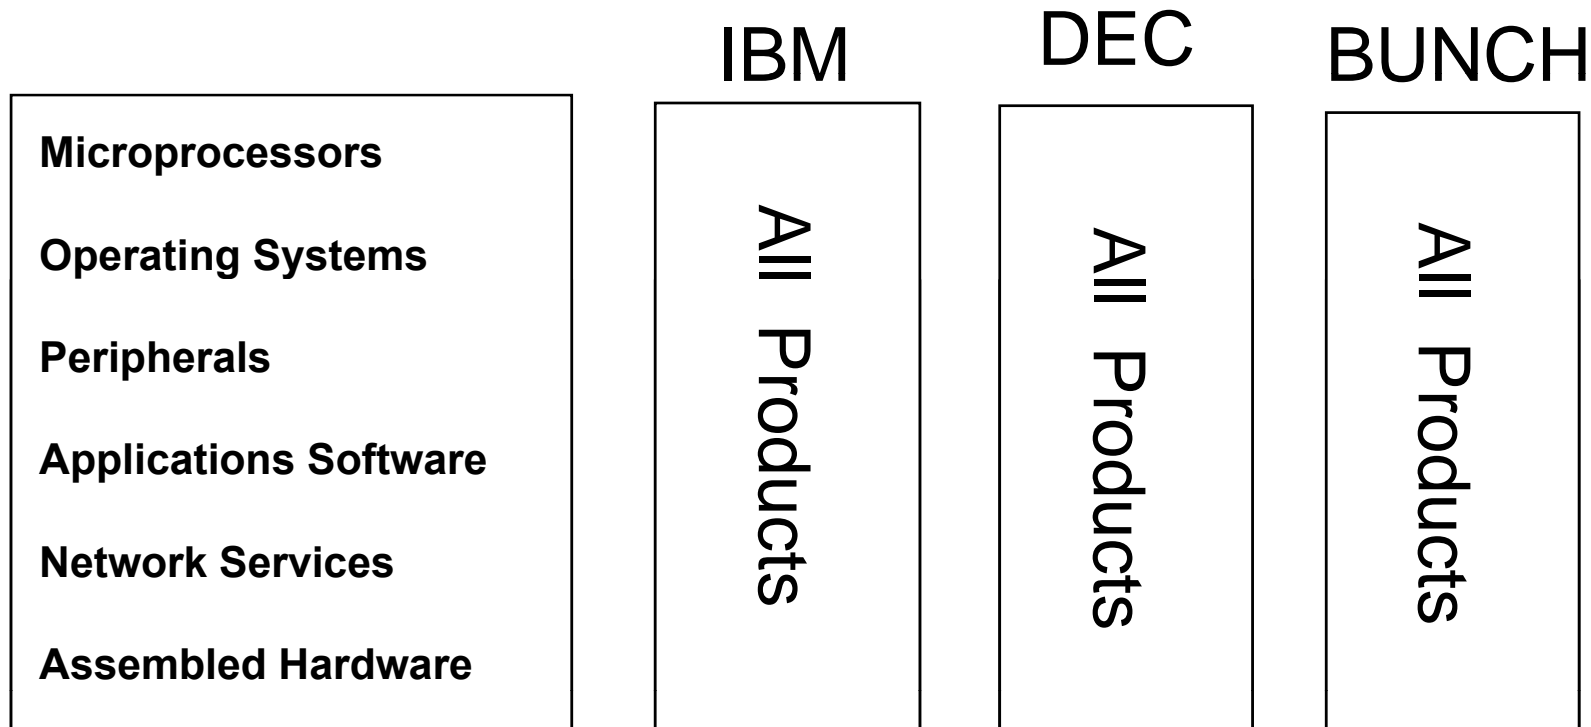 IBM
DEC
BUNCH
Microprocessors
Operating Systems
Peripherals
Applications Software
Network Services
Assembled Hardware
All Products
All Products
All Products